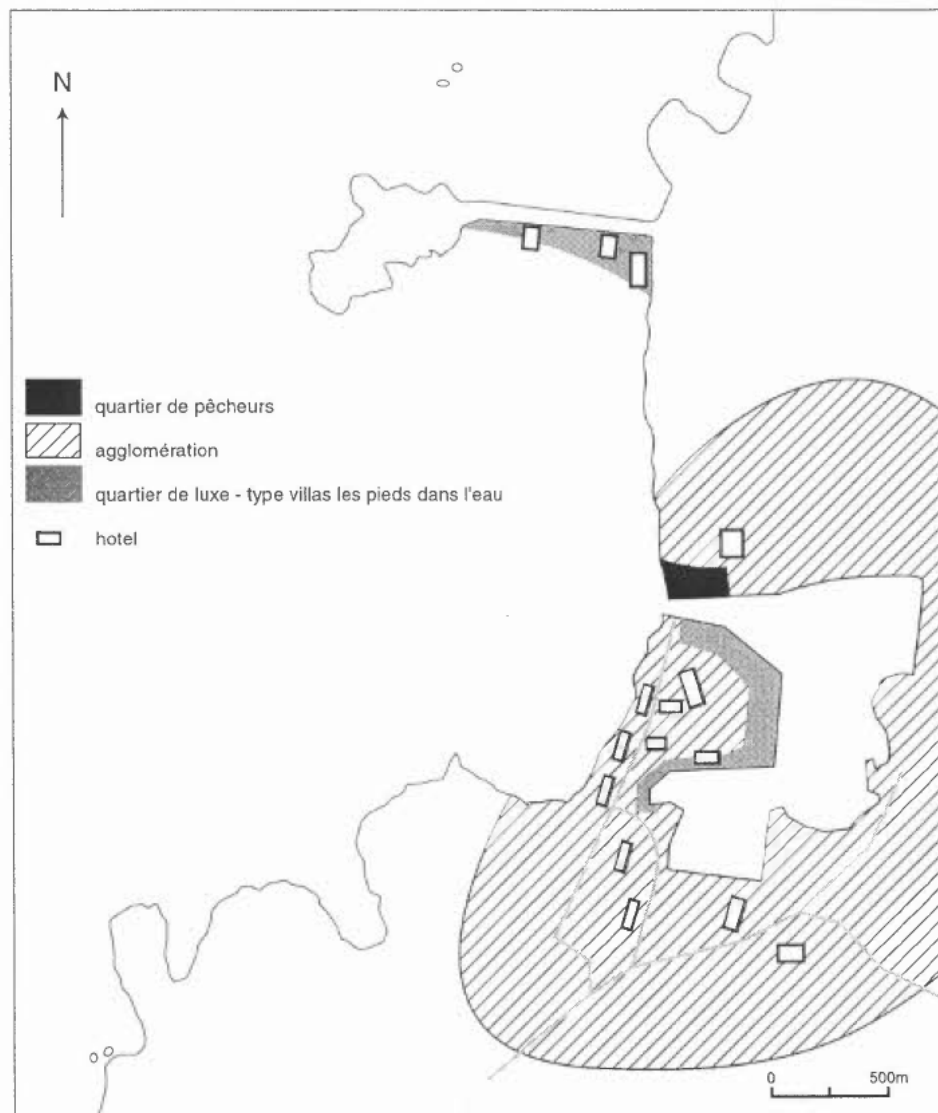 N
quartier de pêcheurs
agglomération
quartier de luxe - type villas les pieds dans l'eau
hotel
0 500m